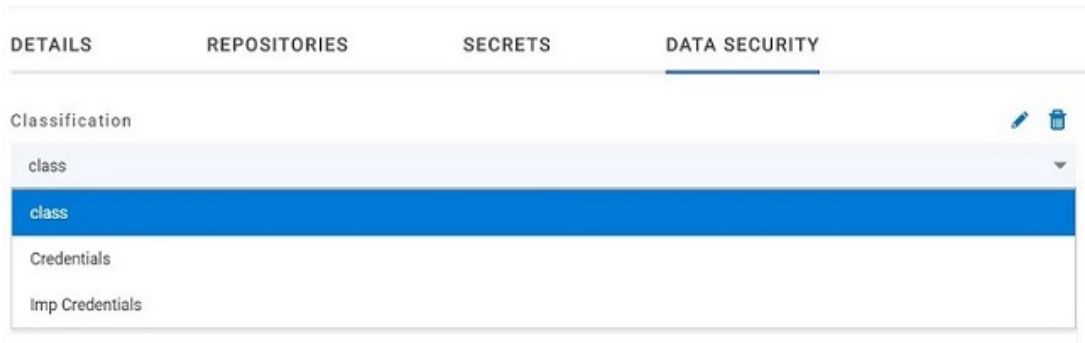 DETAILS REPOSITORIES SECRETS DATA SECURITY
Classification
class
class
Credentials
Imp Credentials